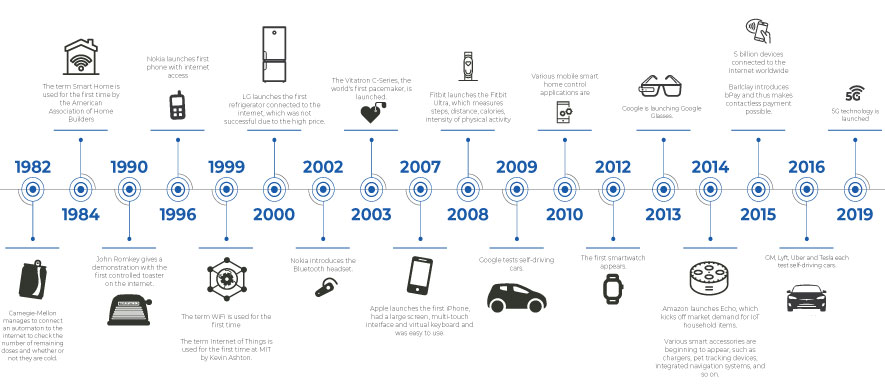 The term Smart Home is
used for the first time by
the American
Association of Home
Builders
Nokia launches first
phone with internet
access.
LG launches the first
refrigerator connected to the
internet, which was not
successful due to the high price.
The Vitatron C-Series, the
world's first pacemaker, is
launched.
Fitbit launches the Fitbit
Ultra, which measures
steps, distance, calories,
intensity of physical activity
Various mobile smart
home control
applications are
Google is launching Google
Glasses.
5 billion devices
connected to the
Internet worldwide
Barclay introduces
bPay and thus makes
contactless payment
possible.
5G
5G technology is
launched
1982
1990
1999
2002
2007
2009
2012
2014
2016
1984
1996
2000
2003
2008
2010
2013
2015
2019
Carnegie-Mellon
manages to connect
an automaton to the
internet to check the
number of remaining
doses and whether or
not they are cold.
John Romkey gives a
demonstration with the
first controlled toaster
on the internet.
The term WiFi is used for the
first time
The term Internet of Things is
used for the first time at MIT
by Kevin Ashton.
Nokia introduces the
Bluetooth headset.
Apple launches the first iPhone,
had a large screen, multi-touch
interface and virtual keyboard and
was easy to use.
Google tests self-driving
cars.
The first smartwatch
appears.
Amazon launches Echo, which
kicks off market demand for IoT
household items.
Various smart accessories are
beginning to appear, such as
chargers, pet tracking devices,
integrated navigation systems, and
so on.
GM, Lyft, Uber and Tesla each
test self-driving cars.